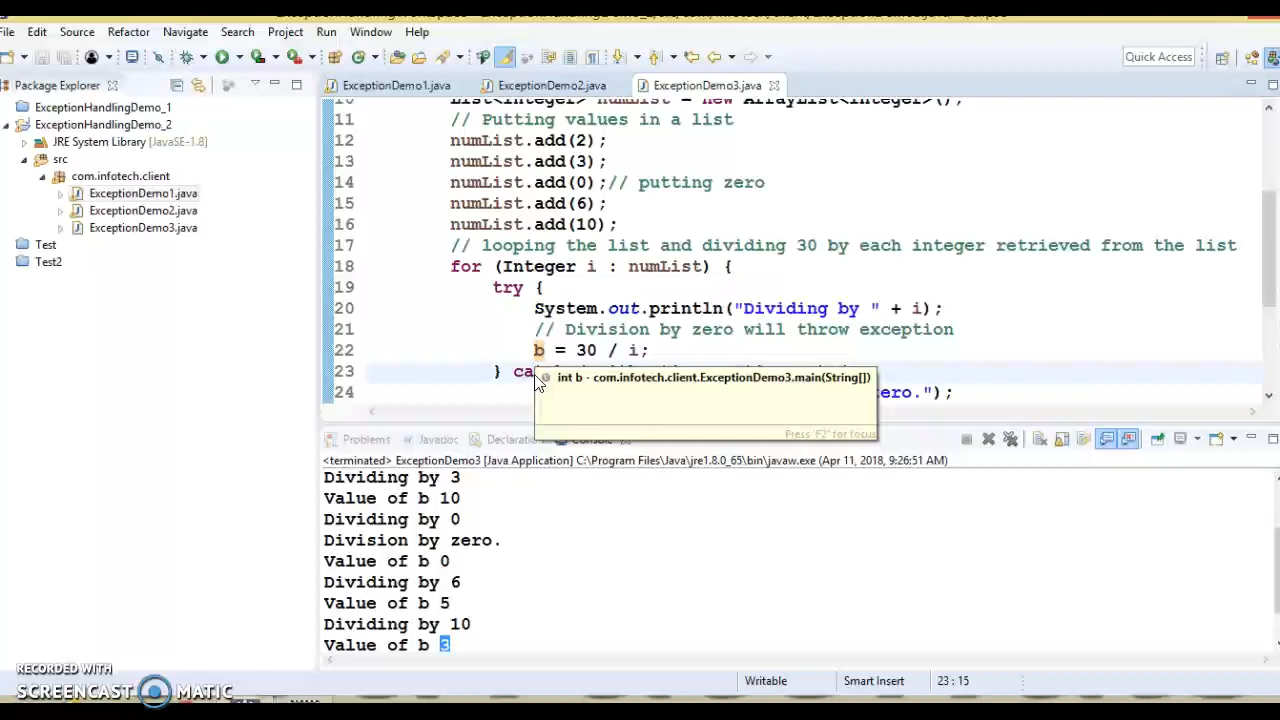 File Edit Source Refactor Navigate Search Project Run Window Help
Quick Access
Package Explorer
ExceptionDemo1.java ExceptionDemo2.java ExceptionDemo3.java
ExceptionHandlingDemo_1
ExceptionHandlingDemo_2
JRE System Library [JavaSE-1.8]
src
com.infotech.client
ExceptionDemo1.java
ExceptionDemo2.java
ExceptionDemo3.java
Test
Test2
10 List<Integer> numList = new ArrayList<Integer>();
11 // Putting values in a list
12 numList.add(2);
13 numList.add(3);
14 numList.add(0);// putting zero
15 numList.add(6);
16 numList.add(10);
17 // looping the list and dividing 30 by each integer retrieved from the list
18 for (Integer i : numList) {
19 try {
20 System.out.println("Dividing by " + i);
21 // Division by zero will throw exception
22 b = 30 / i;
23 } ca
24 ero.");
int b - com.infotech.client.ExceptionDemo3.main(String[])
Press 'F2' for focus
Problems Javadoc Declaration Console
<terminated> ExceptionDemo3 [Java Application] C:\Program Files\Java\jre1.8.0_65\bin\javaw.exe (Apr 11, 2018, 9:26:51 AM)
Dividing by 3
Value of b 10
Dividing by 0
Division by zero.
Value of b 0
Dividing by 6
Value of b 5
Dividing by 10
Value of b 3
Writable Smart Insert 23 : 15
RECORDED WITH
SCREENCAST MATIC